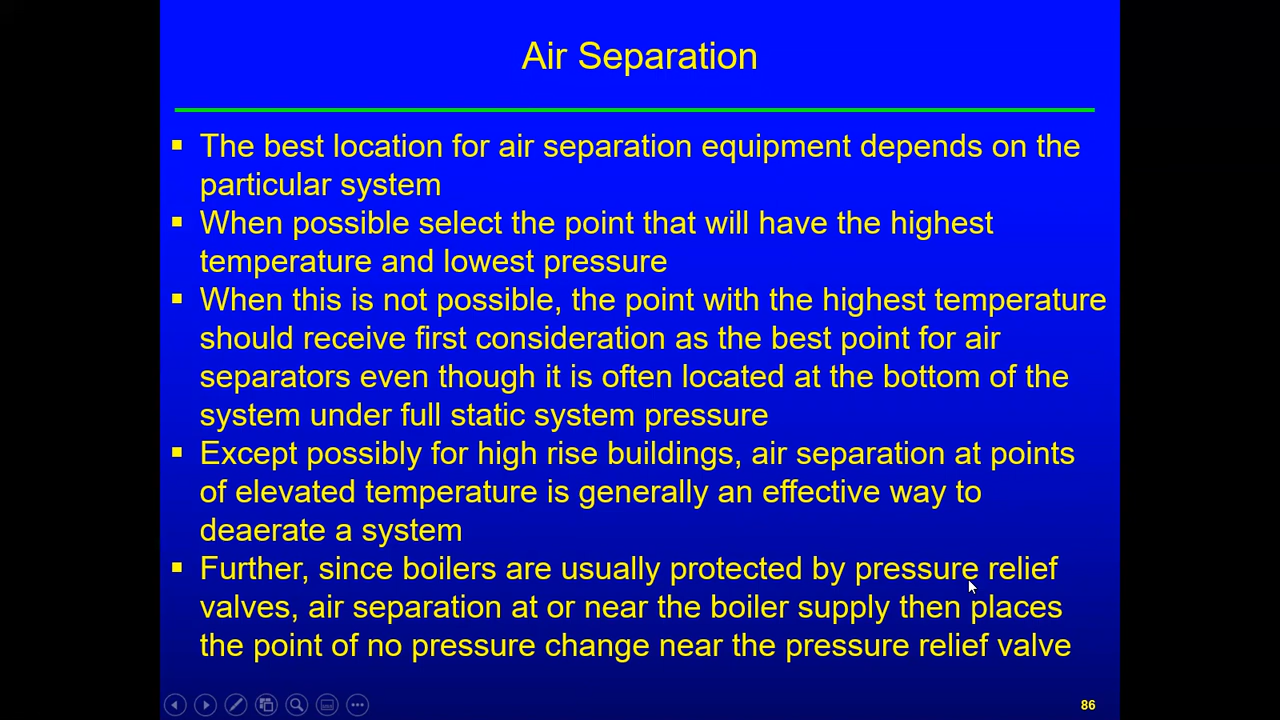 Air Separation
▪ The best location for air separation equipment depends on the
particular system
▪ When possible select the point that will have the highest
temperature and lowest pressure
▪ When this is not possible, the point with the highest temperature
should receive first consideration as the best point for air
separators even though it is often located at the bottom of the
system under full static system pressure
▪ Except possibly for high rise buildings, air separation at points
of elevated temperature is generally an effective way to
deaerate a system
▪ Further, since boilers are usually protected by pressure relief
valves, air separation at or near the boiler supply then places
the point of no pressure change near the pressure relief valve
86